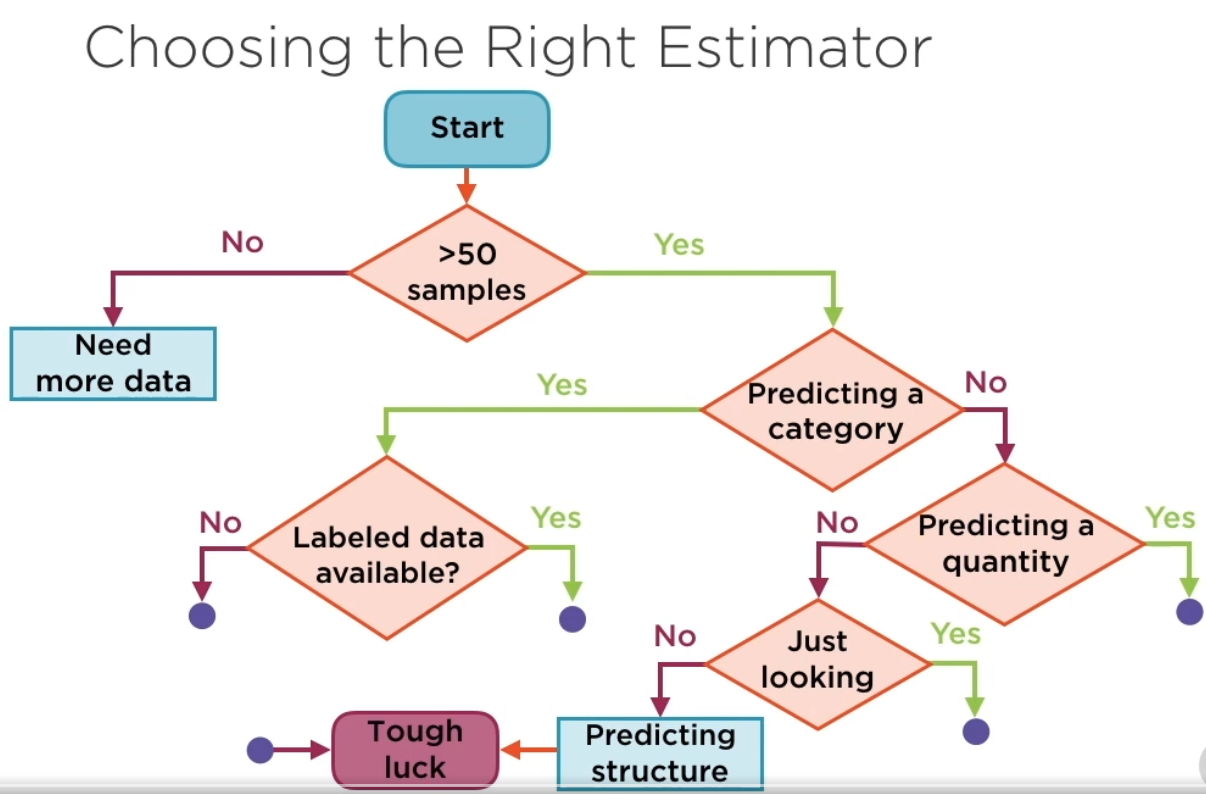 Choosing the Right Estimator
Start
No
>50
samples
Yes
Need
more data
Yes
Predicting a
category
No
No
Labeled data
available?
Yes
No
Predicting a
quantity
Yes
No
Just
looking
Yes
Tough
luck
Predicting
structure